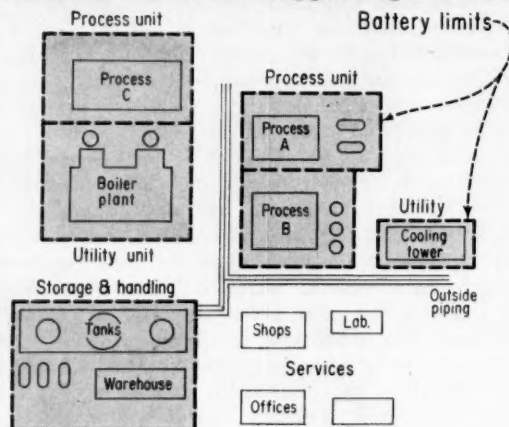 Process unit
Battery limits
Process
C
Process unit
Process
A
Boiler
plant
Process
B
Utility
Cooling
tower
Utility unit
Storage & handling
Outside
piping
Tanks
Shops
Lab.
Warehouse
Services
Offices